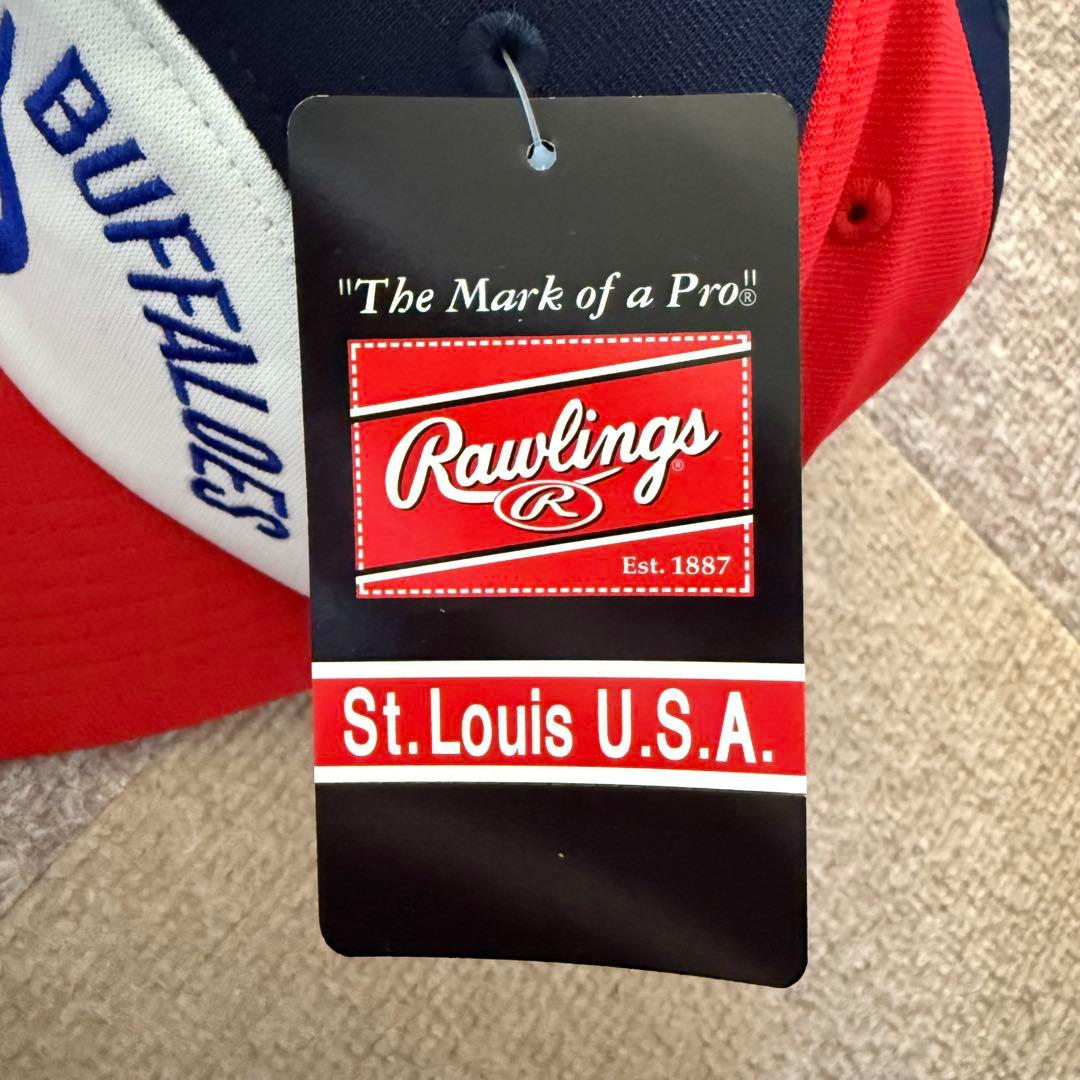 BUFFALOES
"The Mark of a Pro"®
Rawlings®
R
Est. 1887
St. Louis U.S.A.